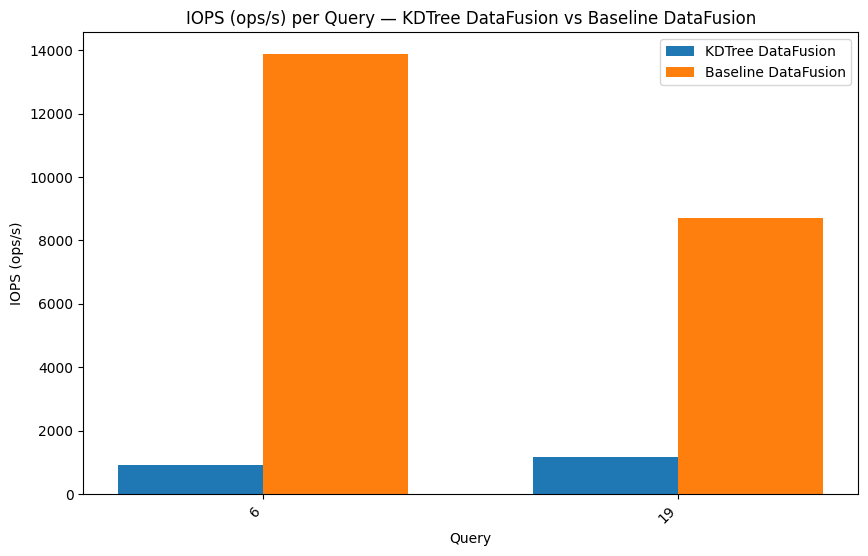 IOPS (ops/s) per Query — KDTree DataFusion vs Baseline DataFusion
KDTree DataFusion
Baseline DataFusion
14000
12000
10000
8000
6000
4000
2000
0
IOPS (ops/s)
6
19
Query